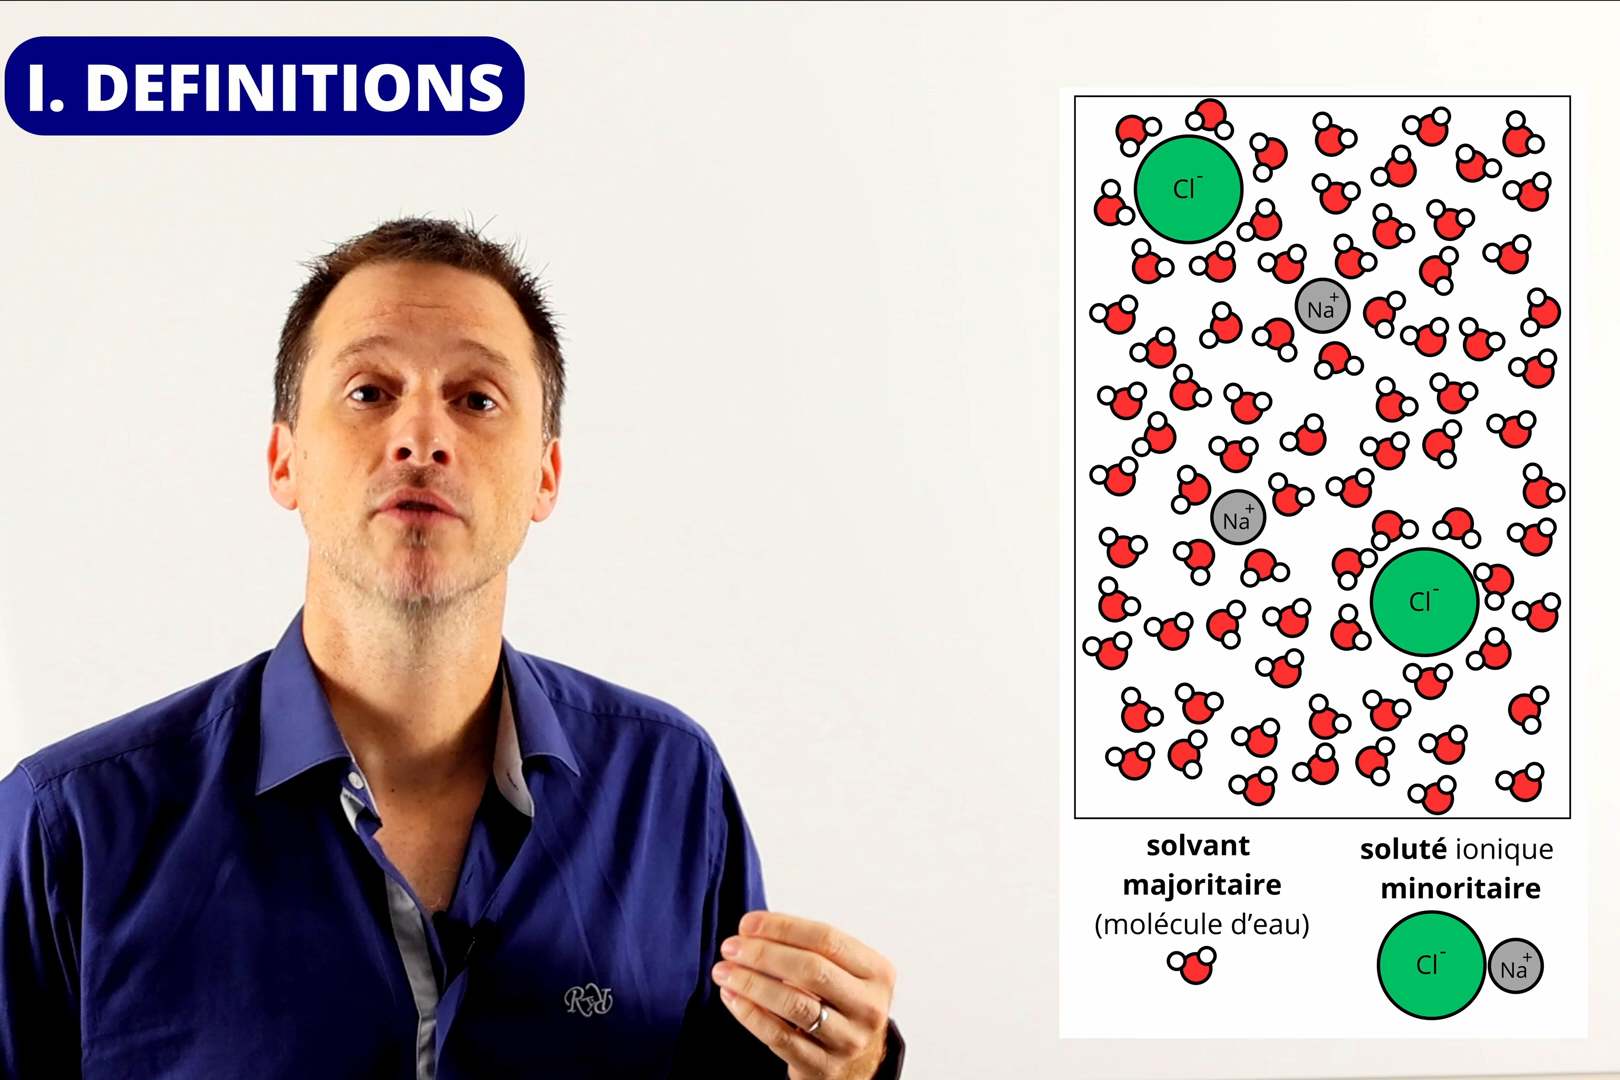 I. DEFINITIONS
Cl-
Na+
Na+
Cl-
solvant
majoritaire
(molécule d'eau)
soluté ionique
minoritaire
Cl-
Na+